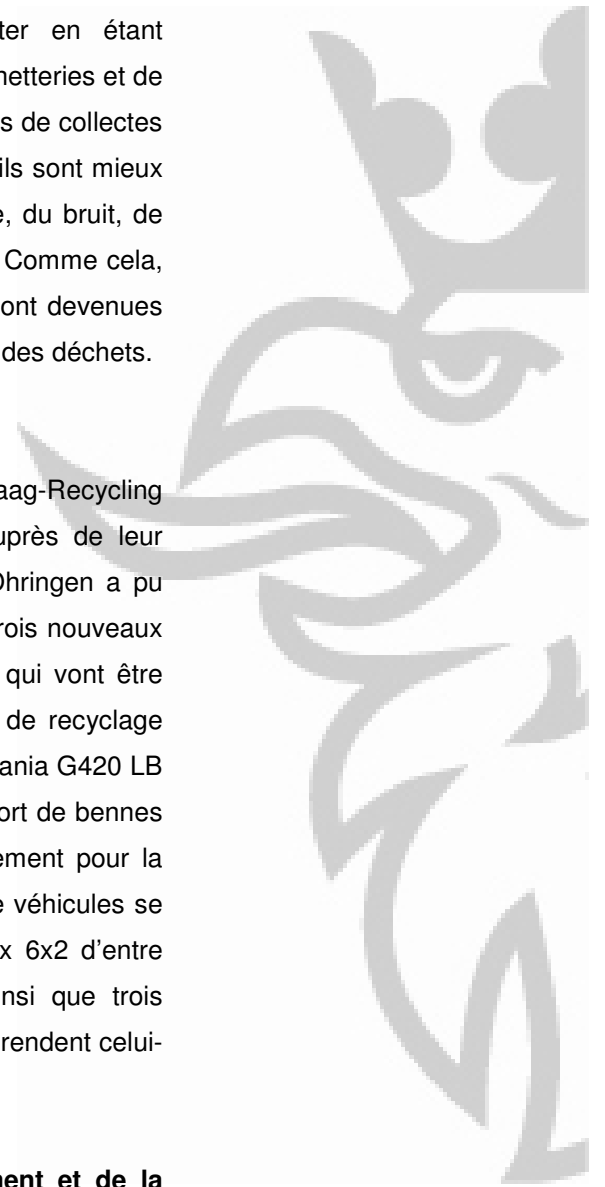 ter en étant
netteries et de
s de collectes
ils sont mieux
e, du bruit, de
Comme cela,
ont devenues
des déchets.
aag-Recycling
uprès de leur
Öhringen a pu
rois nouveaux
qui vont être
de recyclage
ania G420 LB
ort de bennes
ement pour la
e véhicules se
x 6x2 d'entre
nsi que trois
rendent celui-
nent et de la